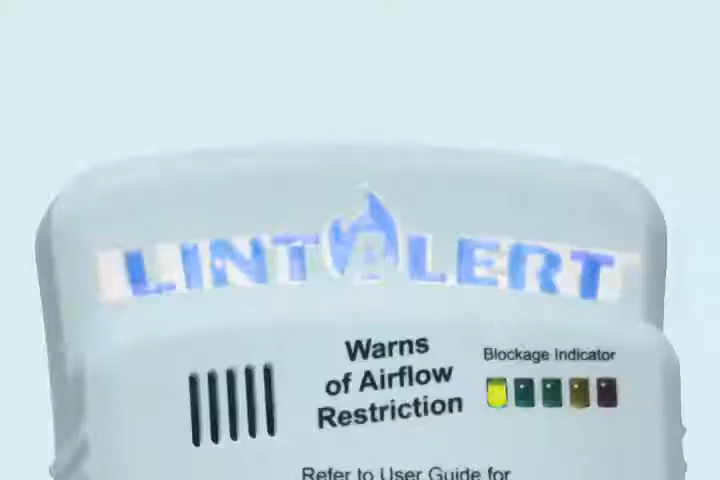 LINTALERT
Warns
of Airflow
Restriction
Blockage Indicator
Refer to User Guide for